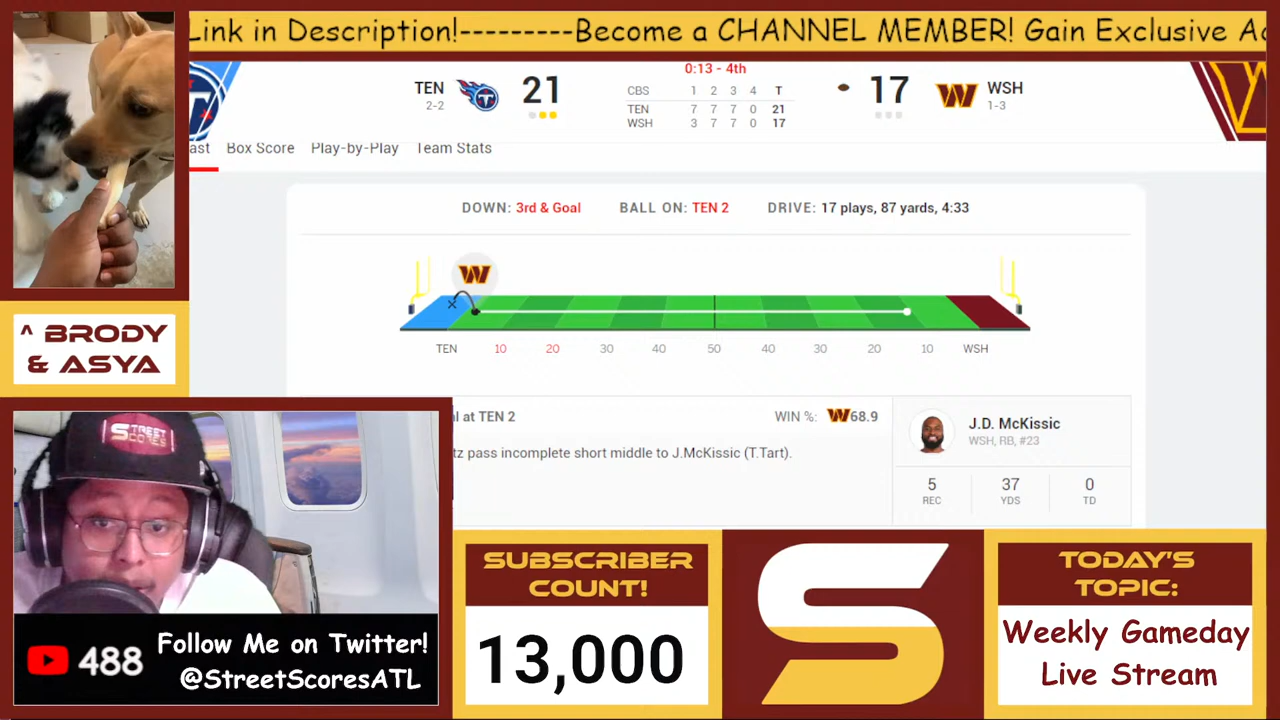 Link in Description!---------Become a CHANNEL MEMBER! Gain Exclusive
TEN
2-2
21
0:13 - 4th
CBS 1 2 3 4 T
TEN 7 7 7 0 21
WSH 3 7 7 0 17
17
WSH
1-3
ast Box Score Play-by-Play Team Stats
DOWN: 3rd & Goal BALL ON: TEN 2 DRIVE: 17 plays, 87 yards, 4:33
W
TEN 10 20 30 40 50 40 30 20 10 WSH
al at TEN 2 WIN %: W 68.9
tz pass incomplete short middle to J.McKissic (T.Tart).
J.D. McKissic
WSH, RB, #23
5 37 0
REC YDS TD
^ BRODY
& ASYA
STREET
SCORES
488
Follow Me on Twitter!
@StreetScoresATL
SUBSCRIBER
COUNT!
13,000
S
TODAY'S
TOPIC:
Weekly Gameday
Live Stream